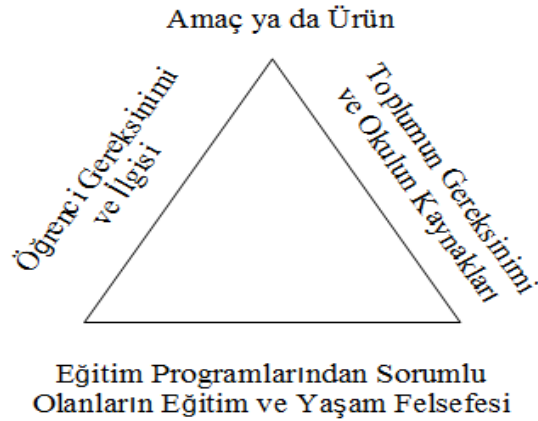 Amaç ya da Ürün
Öğrenci Gereksinimi
ve İlgisi
Toplumun Gereksinimi
ve Okulun Kaynakları
Eğitim Programlarından Sorumlu
Olanların Eğitim ve Yaşam Felsefesi